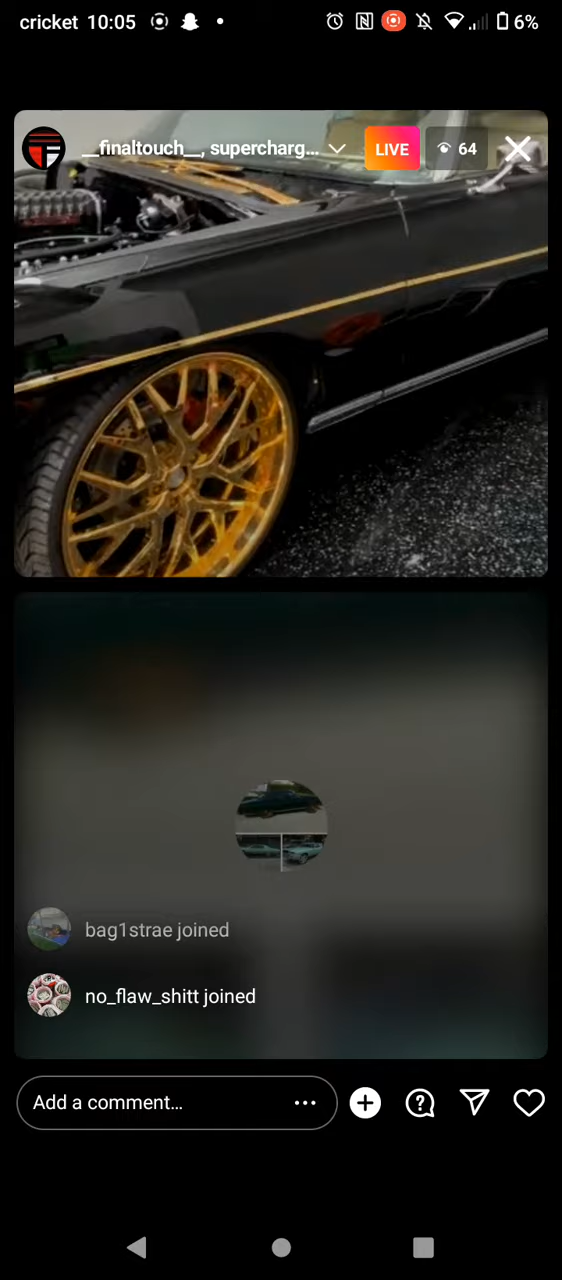 cricket 10:05 6%
__finaltouch__, supercharg... LIVE 64
bag1strae joined
no_flaw_shitt joined
Add a comment...